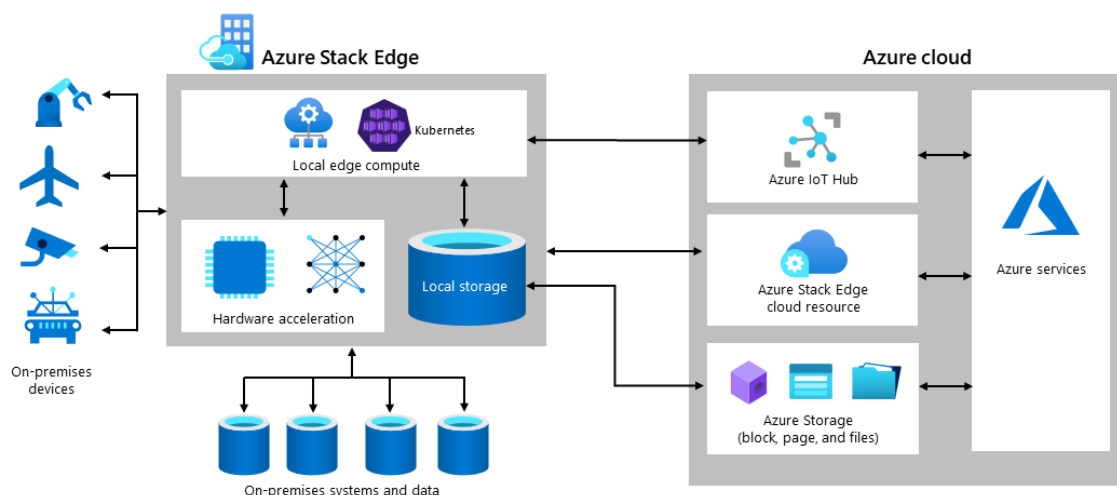 Azure Stack Edge
Azure cloud
Kubernetes
Local edge compute
Azure IoT Hub
Hardware acceleration
Local storage
Azure Stack Edge
cloud resource
Azure services
On-premises
devices
Azure Storage
(block, page, and files)
On-premises systems and data